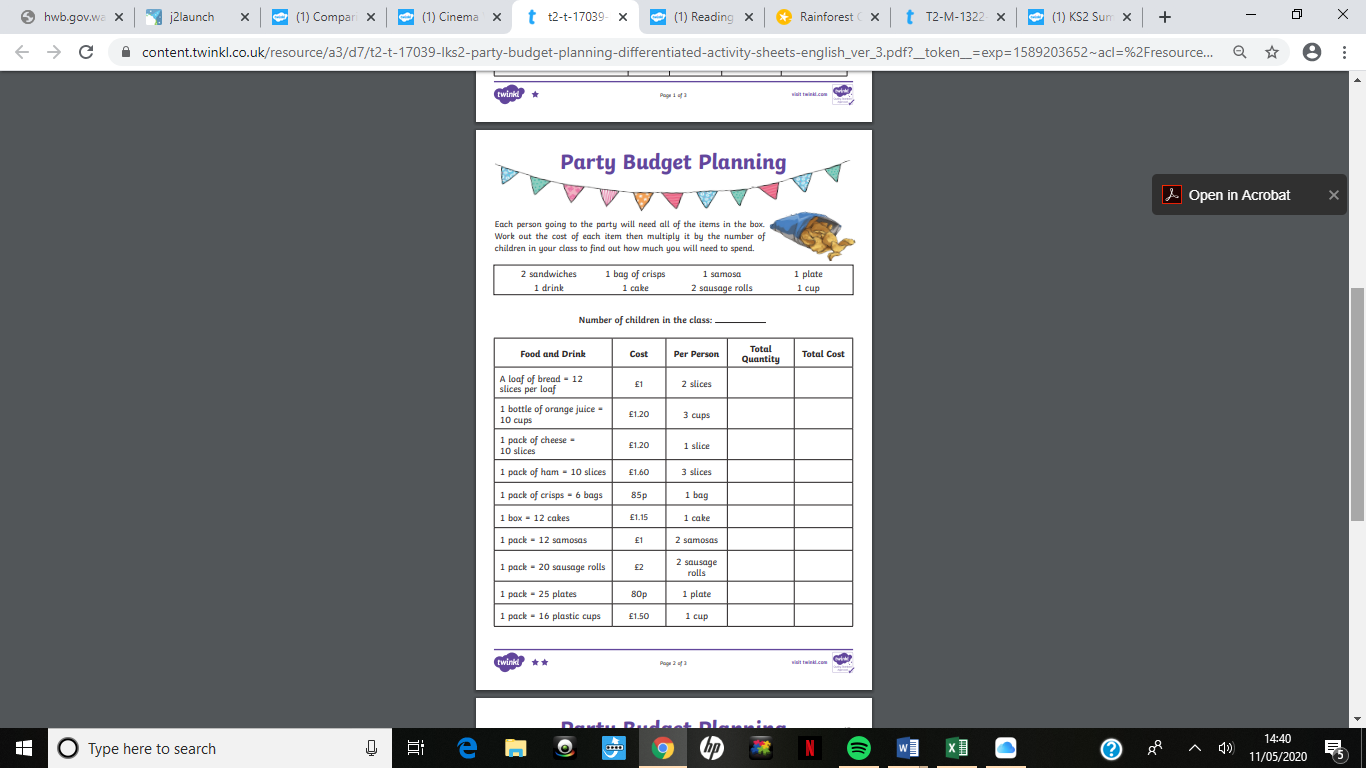 hwb.gov.wa
j2launch
(1) Compari
(1) Cinema
t2-t-17039-
(1) Reading
Rainforest
T2-M-1322-
(1) KS2 Sum
content.twinkl.co.uk/resource/a3/d7/t2-t-17039-lks2-party-budget-planning-differentiated-activity-sheets-english_ver_3.pdf?__token__=exp=1589203652~acl=%2Fresource...
twinkl
Page 1 of 3
visit twinkl.com
twinkl
Open in Acrobat
Party Budget Planning
Each person going to the party will need all of the items in the box.
Work out the cost of each item then multiply it by the number of
children in your class to find out how much you will need to spend.
2 sandwiches 1 bag of crisps 1 samosa 1 plate
1 drink 1 cake 2 sausage rolls 1 cup
Number of children in the class: ________
Food and Drink Cost Per Person Total Quantity Total Cost
A loaf of bread = 12 slices per loaf £1 2 slices
1 bottle of orange juice = 10 cups £1.20 3 cups
1 pack of cheese = 10 slices £1.20 1 slice
1 pack of ham = 10 slices £1.60 3 slices
1 pack of crisps = 6 bags 85p 1 bag
1 box = 12 cakes £1.15 1 cake
1 pack = 12 samosas £1 2 samosas
1 pack = 20 sausage rolls £2 2 sausage rolls
1 pack = 25 plates 80p 1 plate
1 pack = 16 plastic cups £1.50 1 cup
twinkl
Page 2 of 3
visit twinkl.com
twinkl
Party Budget Planning
Type here to search
14:40
11/05/2020
5